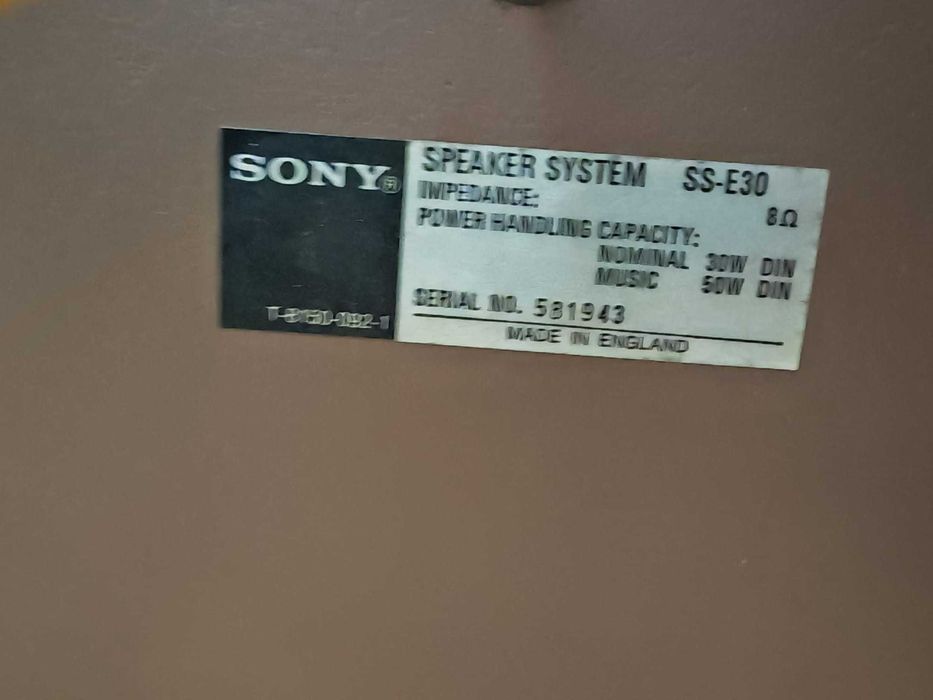 SONY®
SPEAKER SYSTEM SS-E30
IMPEDANCE: 8Ω
POWER HANDLING CAPACITY:
NOMINAL 30W DIN
MUSIC 50W DIN
SERIAL NO. 581943
MADE IN ENGLAND